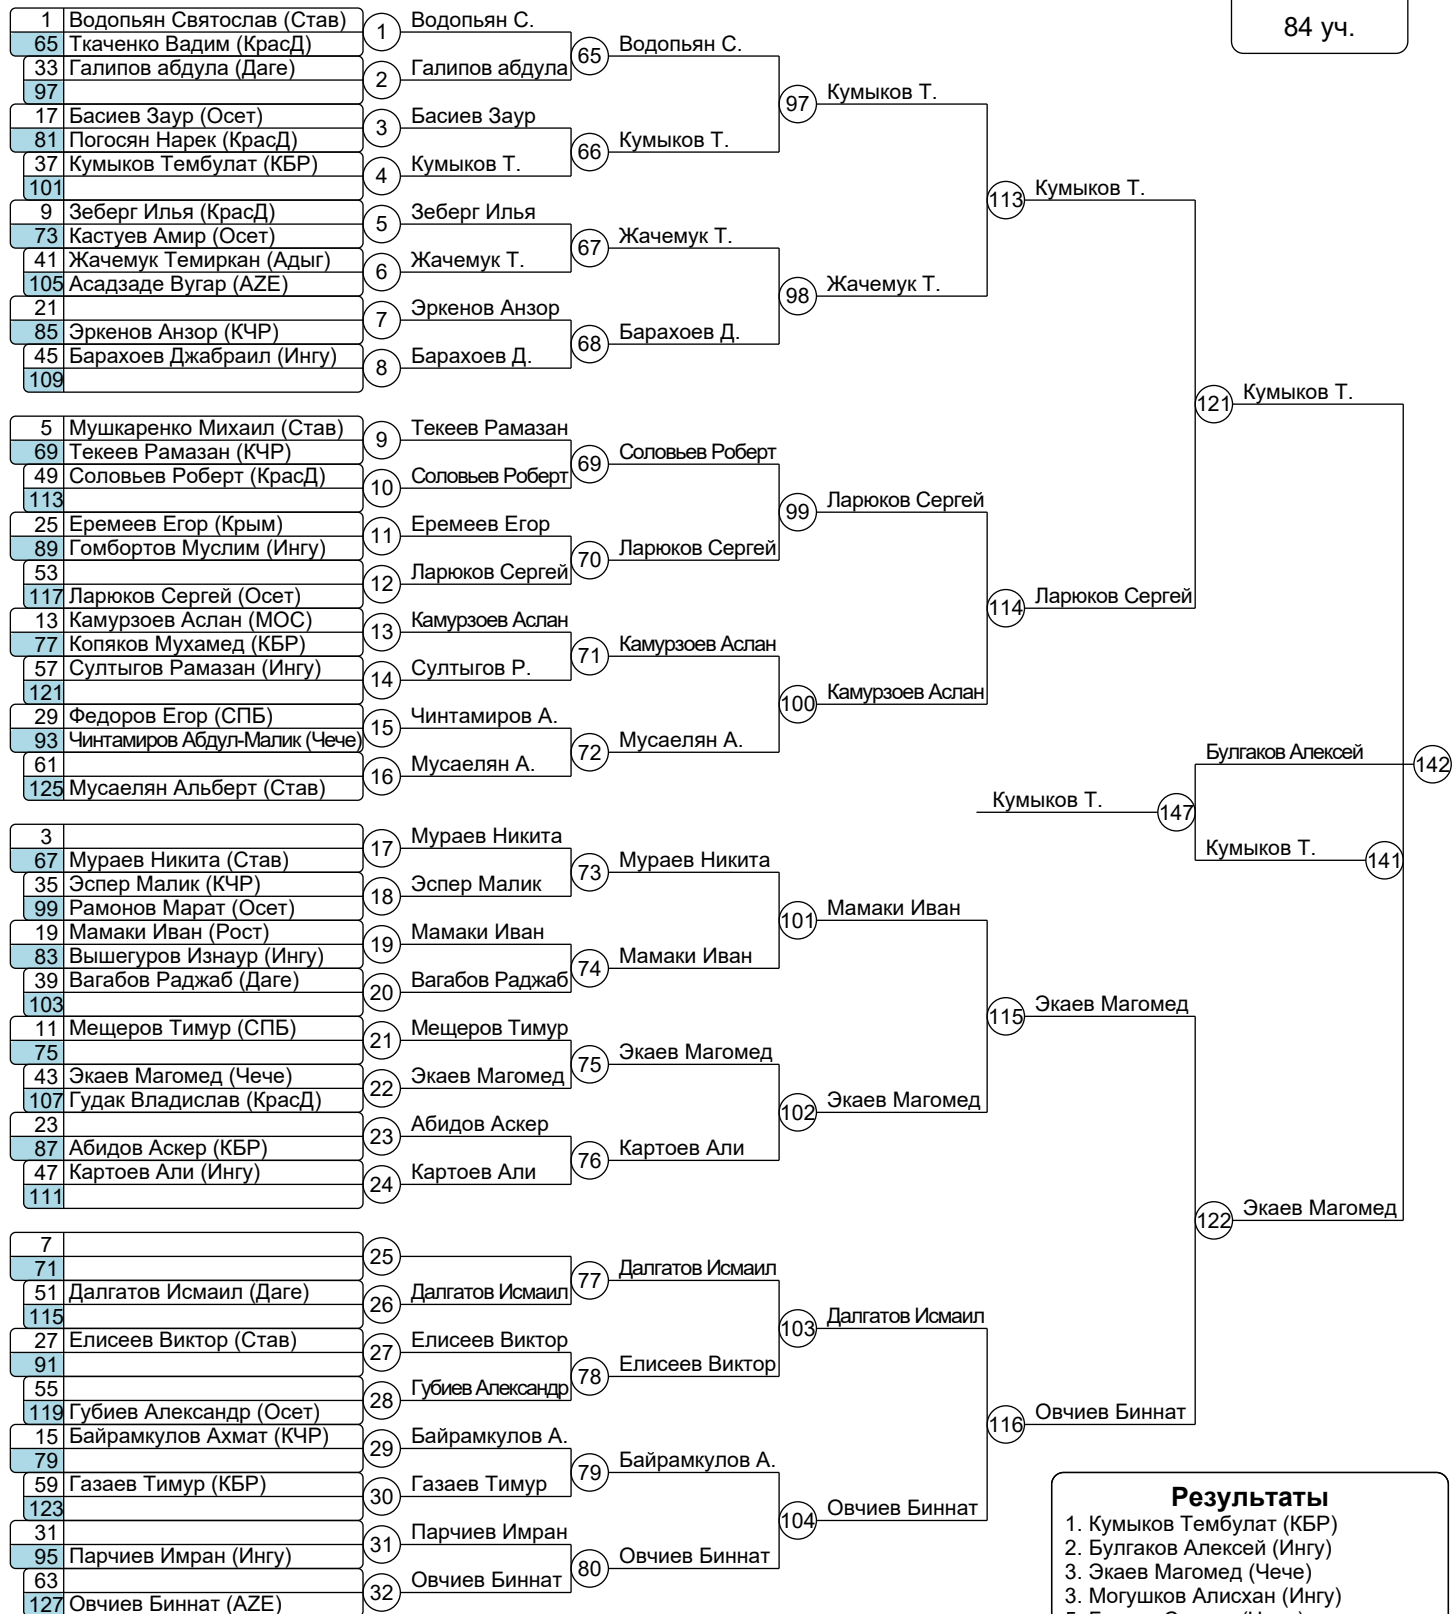 84 уч.
1 Водопьян Святослав (Став)
65 Ткаченко Вадим (КрасД)
33 Галипов абдула (Даге)
97
17 Басиев Заур (Осет)
81 Погосян Нарек (КрасД)
37 Кумыков Тембулат (КБР)
101
9 Зеберг Илья (КрасД)
73 Кастуев Амир (Осет)
41 Жачемук Темиркан (Адыг)
105 Асадзаде Вугар (AZE)
21
85 Эркенов Анзор (КЧР)
45 Барахоев Джабраил (Ингу)
109
5 Мушкаренко Михаил (Став)
69 Текеев Рамазан (КЧР)
49 Соловьев Роберт (КрасД)
113
25 Еремеев Егор (Крым)
89 Гомбортов Муслим (Ингу)
53
117 Ларюков Сергей (Осет)
13 Камурзоев Аслан (МОС)
77 Копяков Мухамед (КБР)
57 Султыгов Рамазан (Ингу)
121
29 Федоров Егор (СПБ)
93 Чинтамиров Абдул-Малик (Чече)
61
125 Мусаелян Альберт (Став)
3
67 Мураев Никита (Став)
35 Эспер Малик (КЧР)
99 Рамонов Марат (Осет)
19 Мамаки Иван (Рост)
83 Вышегуров Изнаур (Ингу)
39 Вагабов Раджаб (Даге)
103
11 Мещеров Тимур (СПБ)
75
43 Экаев Магомед (Чече)
107 Гудак Владислав (КрасД)
23
87 Абидов Аскер (КБР)
47 Картоев Али (Ингу)
111
7
71
51 Далгатов Исмаил (Даге)
115
27 Елисеев Виктор (Став)
91
55
119 Губиев Александр (Осет)
15 Байрамкулов Ахмат (КЧР)
79
59 Газаев Тимур (КБР)
123
31
95 Парчиев Имран (Ингу)
63
127 Овчиев Биннат (AZE)
1 Водопьян С.
2 Галипов абдула
3 Басиев Заур
4 Кумыков Т.
5 Зеберг Илья
6 Жачемук Т.
7 Эркенов Анзор
8 Барахоев Д.
9 Текеев Рамазан
10 Соловьев Роберт
11 Еремеев Егор
12 Ларюков Сергей
13 Камурзоев Аслан
14 Султыгов Р.
15 Чинтамиров А.
16 Мусаелян А.
17 Мураев Никита
18 Эспер Малик
19 Мамаки Иван
20 Вагабов Раджаб
21 Мещеров Тимур
22 Экаев Магомед
23 Абидов Аскер
24 Картоев Али
25
26 Далгатов Исмаил
27 Елисеев Виктор
28 Губиев Александр
29 Байрамкулов А.
30 Газаев Тимур
31 Парчиев Имран
32 Овчиев Биннат
65 Водопьян С.
66 Кумыков Т.
67 Жачемук Т.
68 Барахоев Д.
69 Соловьев Роберт
70 Ларюков Сергей
71 Камурзоев Аслан
72 Мусаелян А.
73 Мураев Никита
74 Мамаки Иван
75 Экаев Магомед
76 Картоев Али
77 Далгатов Исмаил
78 Елисеев Виктор
79 Байрамкулов А.
80 Овчиев Биннат
97 Кумыков Т.
98 Жачемук Т.
99 Ларюков Сергей
100 Камурзоев Аслан
101 Мамаки Иван
102 Экаев Магомед
103 Далгатов Исмаил
104 Овчиев Биннат
113 Кумыков Т.
114 Ларюков Сергей
115 Экаев Магомед
116 Овчиев Биннат
121 Кумыков Т.
122 Экаев Магомед
Булгаков Алексей 142
Кумыков Т. 147
Кумыков Т. 141
Результаты
1. Кумыков Тембулат (КБР)
2. Булгаков Алексей (Ингу)
3. Экаев Магомед (Чече)
3. Могушков Алисхан (Ингу)